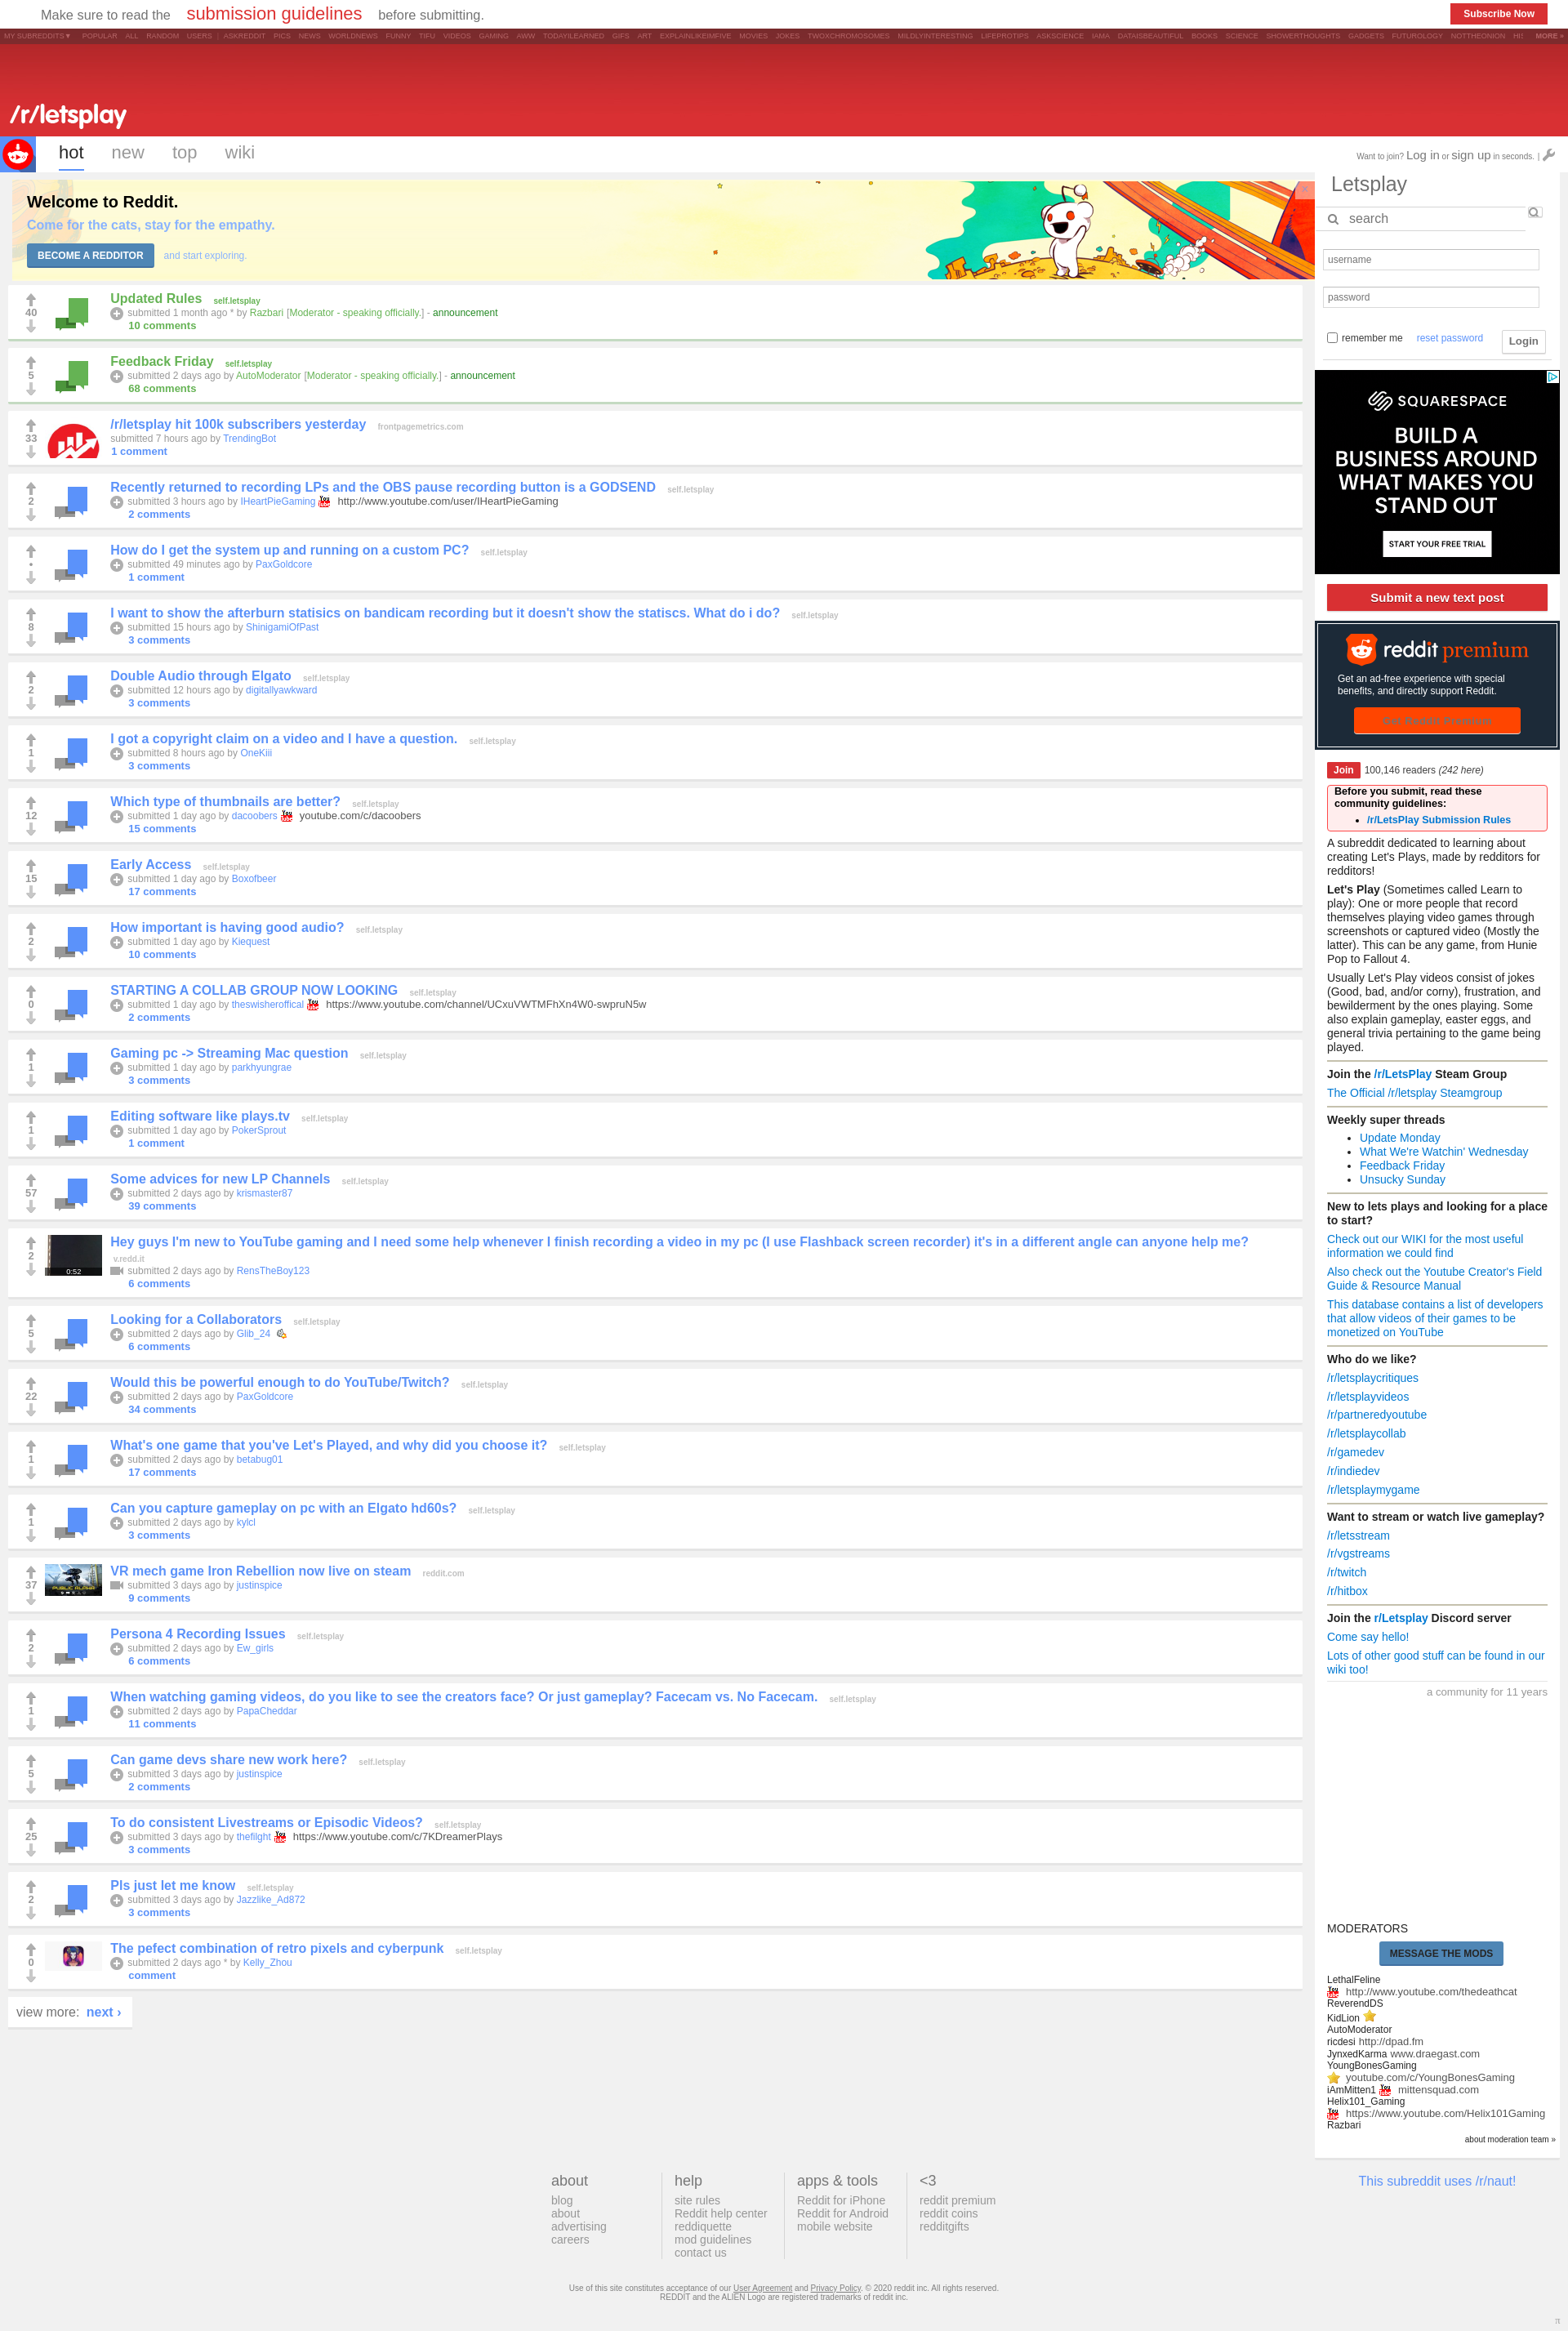 Make sure to read the submission guidelines before submitting.
Subscribe Now
MY SUBREDDITS▼ POPULAR ALL RANDOM USERS | ASKREDDIT PICS NEWS WORLDNEWS FUNNY TIFU VIDEOS GAMING AWW TODAYILEARNED GIFS ART EXPLAINLIKEIMFIVE MOVIES JOKES TWOXCHROMOSOMES MILDLYINTERESTING LIFEPROTIPS ASKSCIENCE IAMA DATAISBEAUTIFUL BOOKS SCIENCE SHOWERTHOUGHTS GADGETS FUTUROLOGY NOTTHEONION MORE »
/r/letsplay
hot new top wiki
Want to join? Log in or sign up in seconds. |
Welcome to Reddit.
Come for the cats, stay for the empathy.
BECOME A REDDITOR and start exploring.
×
40
Updated Rules self.letsplay
submitted 1 month ago * by Razbari [Moderator - speaking officially.] - announcement
10 comments
5
Feedback Friday self.letsplay
submitted 2 days ago by AutoModerator [Moderator - speaking officially.] - announcement
68 comments
33
/r/letsplay hit 100k subscribers yesterday frontpagemetrics.com
submitted 7 hours ago by TrendingBot
1 comment
2
Recently returned to recording LPs and the OBS pause recording button is a GODSEND self.letsplay
submitted 3 hours ago by IHeartPieGaming You Tube http://www.youtube.com/user/IHeartPieGaming
2 comments
•
How do I get the system up and running on a custom PC? self.letsplay
submitted 49 minutes ago by PaxGoldcore
1 comment
8
I want to show the afterburn statisics on bandicam recording but it doesn't show the statiscs. What do i do? self.letsplay
submitted 15 hours ago by ShinigamiOfPast
3 comments
2
Double Audio through Elgato self.letsplay
submitted 12 hours ago by digitallyawkward
3 comments
1
I got a copyright claim on a video and I have a question. self.letsplay
submitted 8 hours ago by OneKiii
3 comments
12
Which type of thumbnails are better? self.letsplay
submitted 1 day ago by dacoobers You Tube youtube.com/c/dacoobers
15 comments
15
Early Access self.letsplay
submitted 1 day ago by Boxofbeer
17 comments
2
How important is having good audio? self.letsplay
submitted 1 day ago by Kiequest
10 comments
0
STARTING A COLLAB GROUP NOW LOOKING self.letsplay
submitted 1 day ago by theswisheroffical You Tube https://www.youtube.com/channel/UCxuVWTMFhXn4W0-swpruN5w
2 comments
1
Gaming pc -> Streaming Mac question self.letsplay
submitted 1 day ago by parkhyungrae
3 comments
1
Editing software like plays.tv self.letsplay
submitted 1 day ago by PokerSprout
1 comment
57
Some advices for new LP Channels self.letsplay
submitted 2 days ago by krismaster87
39 comments
2
0:52
Hey guys I'm new to YouTube gaming and I need some help whenever I finish recording a video in my pc (I use Flashback screen recorder) it's in a different angle can anyone help me?
v.redd.it
submitted 2 days ago by RensTheBoy123
6 comments
5
Looking for a Collaborators self.letsplay
submitted 2 days ago by Glib_24
6 comments
22
Would this be powerful enough to do YouTube/Twitch? self.letsplay
submitted 2 days ago by PaxGoldcore
34 comments
1
What's one game that you've Let's Played, and why did you choose it? self.letsplay
submitted 2 days ago by betabug01
17 comments
1
Can you capture gameplay on pc with an Elgato hd60s? self.letsplay
submitted 2 days ago by kylcl
3 comments
37
VR mech game Iron Rebellion now live on steam reddit.com
submitted 3 days ago by justinspice
9 comments
2
Persona 4 Recording Issues self.letsplay
submitted 2 days ago by Ew_girls
6 comments
1
When watching gaming videos, do you like to see the creators face? Or just gameplay? Facecam vs. No Facecam. self.letsplay
submitted 2 days ago by PapaCheddar
11 comments
5
Can game devs share new work here? self.letsplay
submitted 3 days ago by justinspice
2 comments
25
To do consistent Livestreams or Episodic Videos? self.letsplay
submitted 3 days ago by thefiight You Tube https://www.youtube.com/c/7KDreamerPlays
3 comments
2
Pls just let me know self.letsplay
submitted 3 days ago by Jazzlike_Ad872
3 comments
0
The pefect combination of retro pixels and cyberpunk self.letsplay
submitted 2 days ago * by Kelly_Zhou
comment
view more: next ›
Letsplay
search
username
password
remember me reset password Login
SQUARESPACE
BUILD A
BUSINESS AROUND
WHAT MAKES YOU
STAND OUT
START YOUR FREE TRIAL
Submit a new text post
reddit premium
Get an ad-free experience with special
benefits, and directly support Reddit.
Get Reddit Premium
Join 100,146 readers (242 here)
Before you submit, read these
community guidelines:
• /r/LetsPlay Submission Rules
A subreddit dedicated to learning about
creating Let's Plays, made by redditors for
redditors!
Let's Play (Sometimes called Learn to
play): One or more people that record
themselves playing video games through
screenshots or captured video (Mostly the
latter). This can be any game, from Hunie
Pop to Fallout 4.
Usually Let's Play videos consist of jokes
(Good, bad, and/or corny), frustration, and
bewilderment by the ones playing. Some
also explain gameplay, easter eggs, and
general trivia pertaining to the game being
played.
Join the /r/LetsPlay Steam Group
The Official /r/letsplay Steamgroup
Weekly super threads
• Update Monday
• What We're Watchin' Wednesday
• Feedback Friday
• Unsucky Sunday
New to lets plays and looking for a place
to start?
Check out our WIKI for the most useful
information we could find
Also check out the Youtube Creator's Field
Guide & Resource Manual
This database contains a list of developers
that allow videos of their games to be
monetized on YouTube
Who do we like?
/r/letsplaycritiques
/r/letsplayvideos
/r/partneredyoutube
/r/letsplaycollab
/r/gamedev
/r/indiedev
/r/letsplaymygame
Want to stream or watch live gameplay?
/r/letsstream
/r/vgstreams
/r/twitch
/r/hitbox
Join the r/Letsplay Discord server
Come say hello!
Lots of other good stuff can be found in our
wiki too!
a community for 11 years
MODERATORS
MESSAGE THE MODS
LethalFeline
You Tube http://www.youtube.com/thedeathcat
ReverendDS
KidLion
AutoModerator
ricdesi http://dpad.fm
JynxedKarma www.draegast.com
YoungBonesGaming
youtube.com/c/YoungBonesGaming
iAmMitten1 You Tube mittensquad.com
Helix101_Gaming
You Tube https://www.youtube.com/Helix101Gaming
Razbari
about moderation team »
This subreddit uses /r/naut!
about
blog
about
advertising
careers
help
site rules
Reddit help center
reddiquette
mod guidelines
contact us
apps & tools
Reddit for iPhone
Reddit for Android
mobile website
<3
reddit premium
reddit coins
redditgifts
Use of this site constitutes acceptance of our User Agreement and Privacy Policy. © 2020 reddit inc. All rights reserved.
REDDIT and the ALIEN Logo are registered trademarks of reddit inc.
π